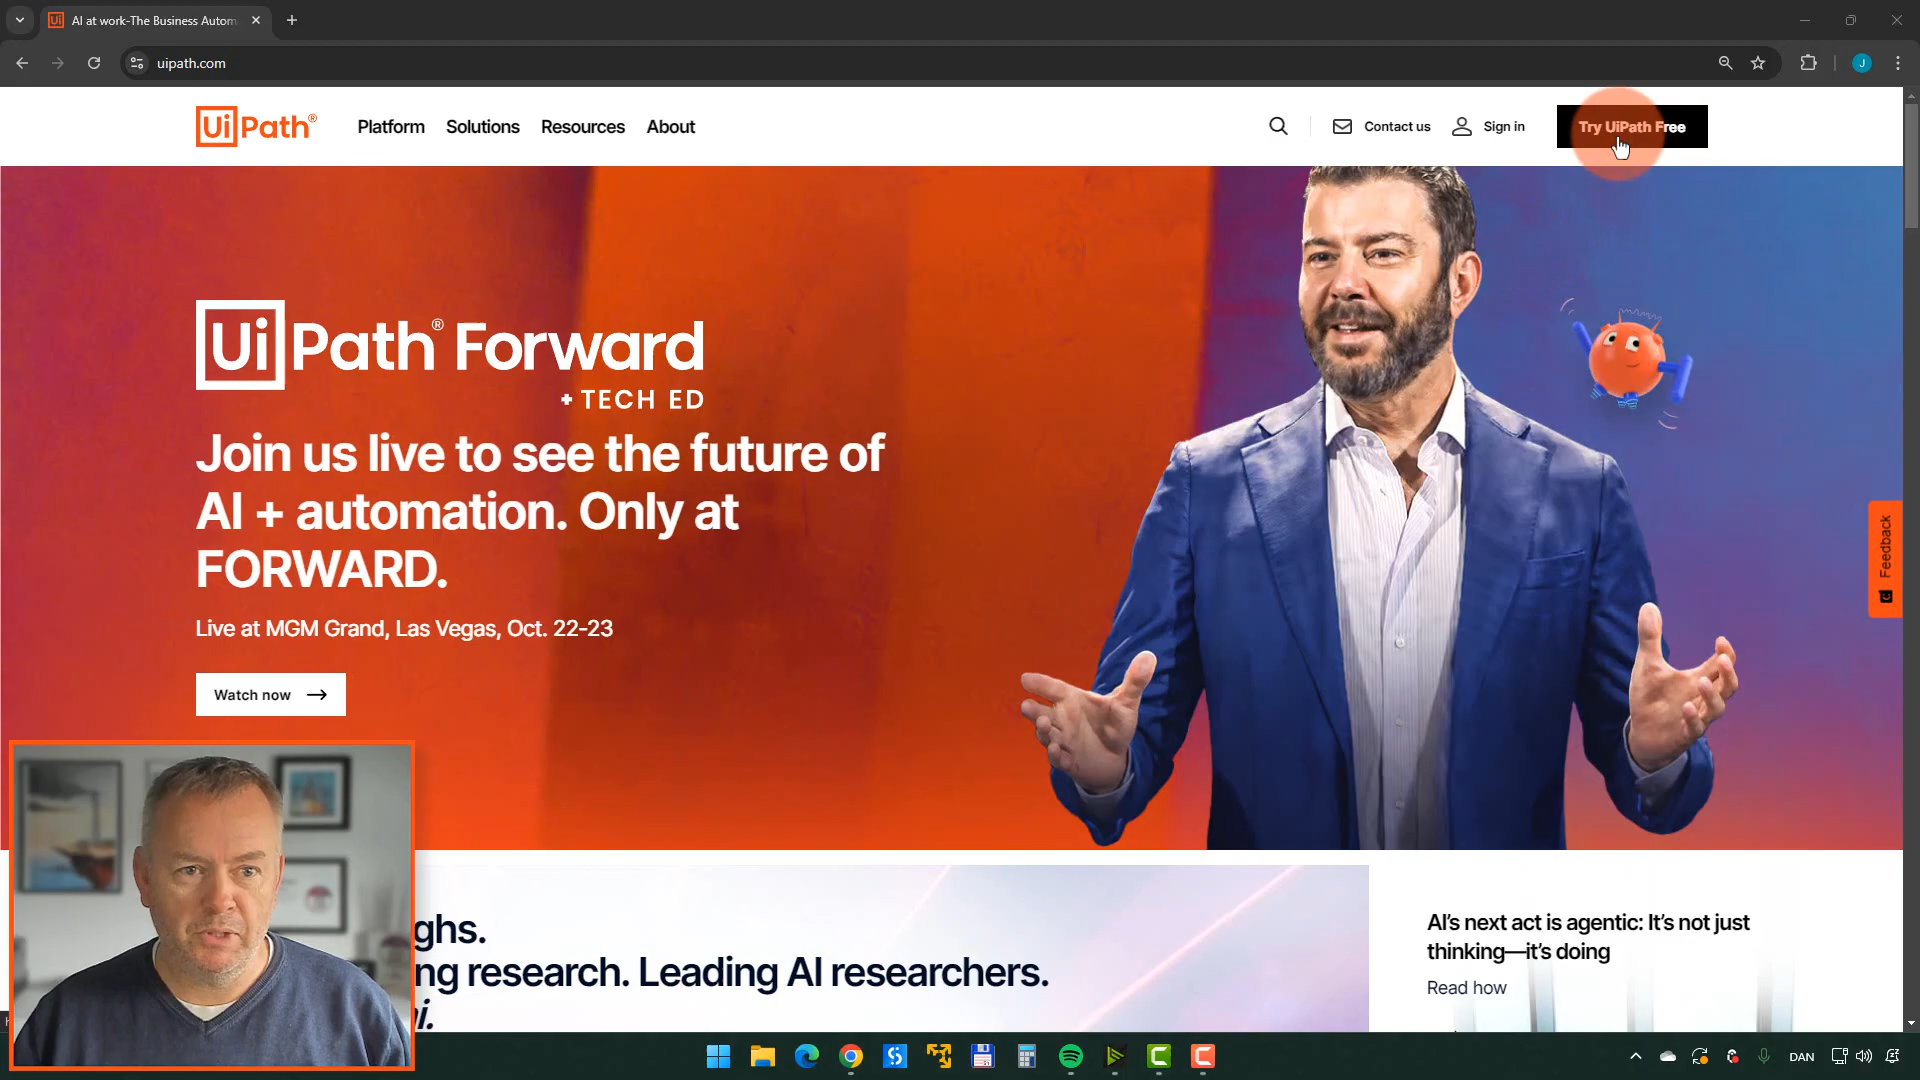 AI at work-The Business Autom
uipath.com
J
UiPath®
Platform
Solutions
Resources
About
Contact us
Sign in
Try UiPath Free
UiPath® Forward
+ TECH ED
Join us live to see the future of
AI + automation. Only at
FORWARD.
Live at MGM Grand, Las Vegas, Oct. 22-23
Watch now →
Feedback
ghs.
ng research. Leading AI researchers.
i.
AI's next act is agentic: It's not just
thinking—it's doing
Read how
DAN